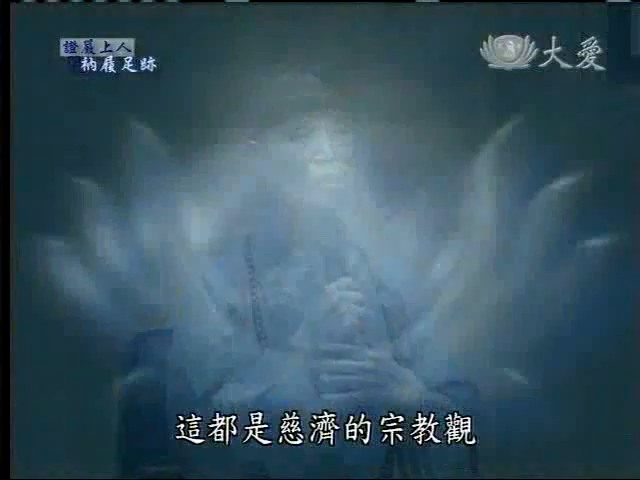 證嚴上人
衲履足跡
大愛
這都是慈濟的宗教觀